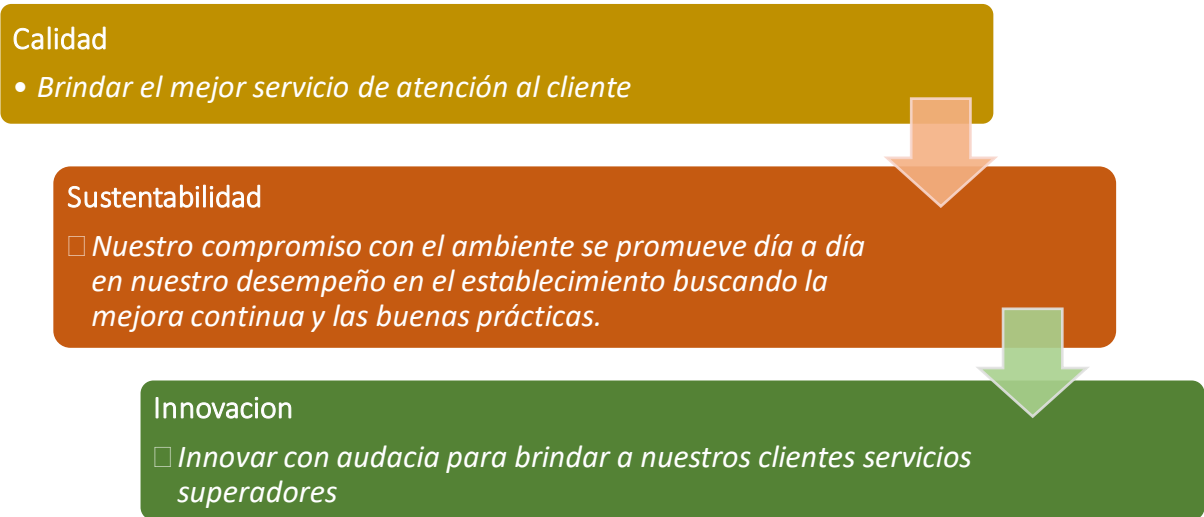 Calidad
• Brindar el mejor servicio de atención al cliente
Sustentabilidad
□ Nuestro compromiso con el ambiente se promueve día a día
en nuestro desempeño en el establecimiento buscando la
mejora continua y las buenas prácticas.
Innovacion
□ Innovar con audacia para brindar a nuestros clientes servicios
superadores